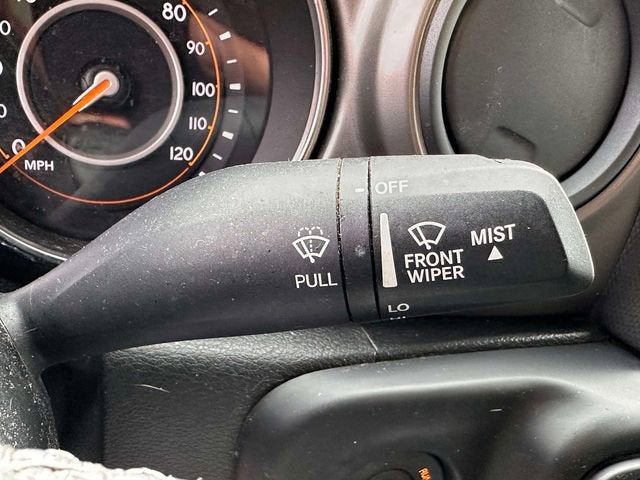 80
90
100
110
120
0
MPH
OFF
MIST
FRONT
WIPER
PULL
LO